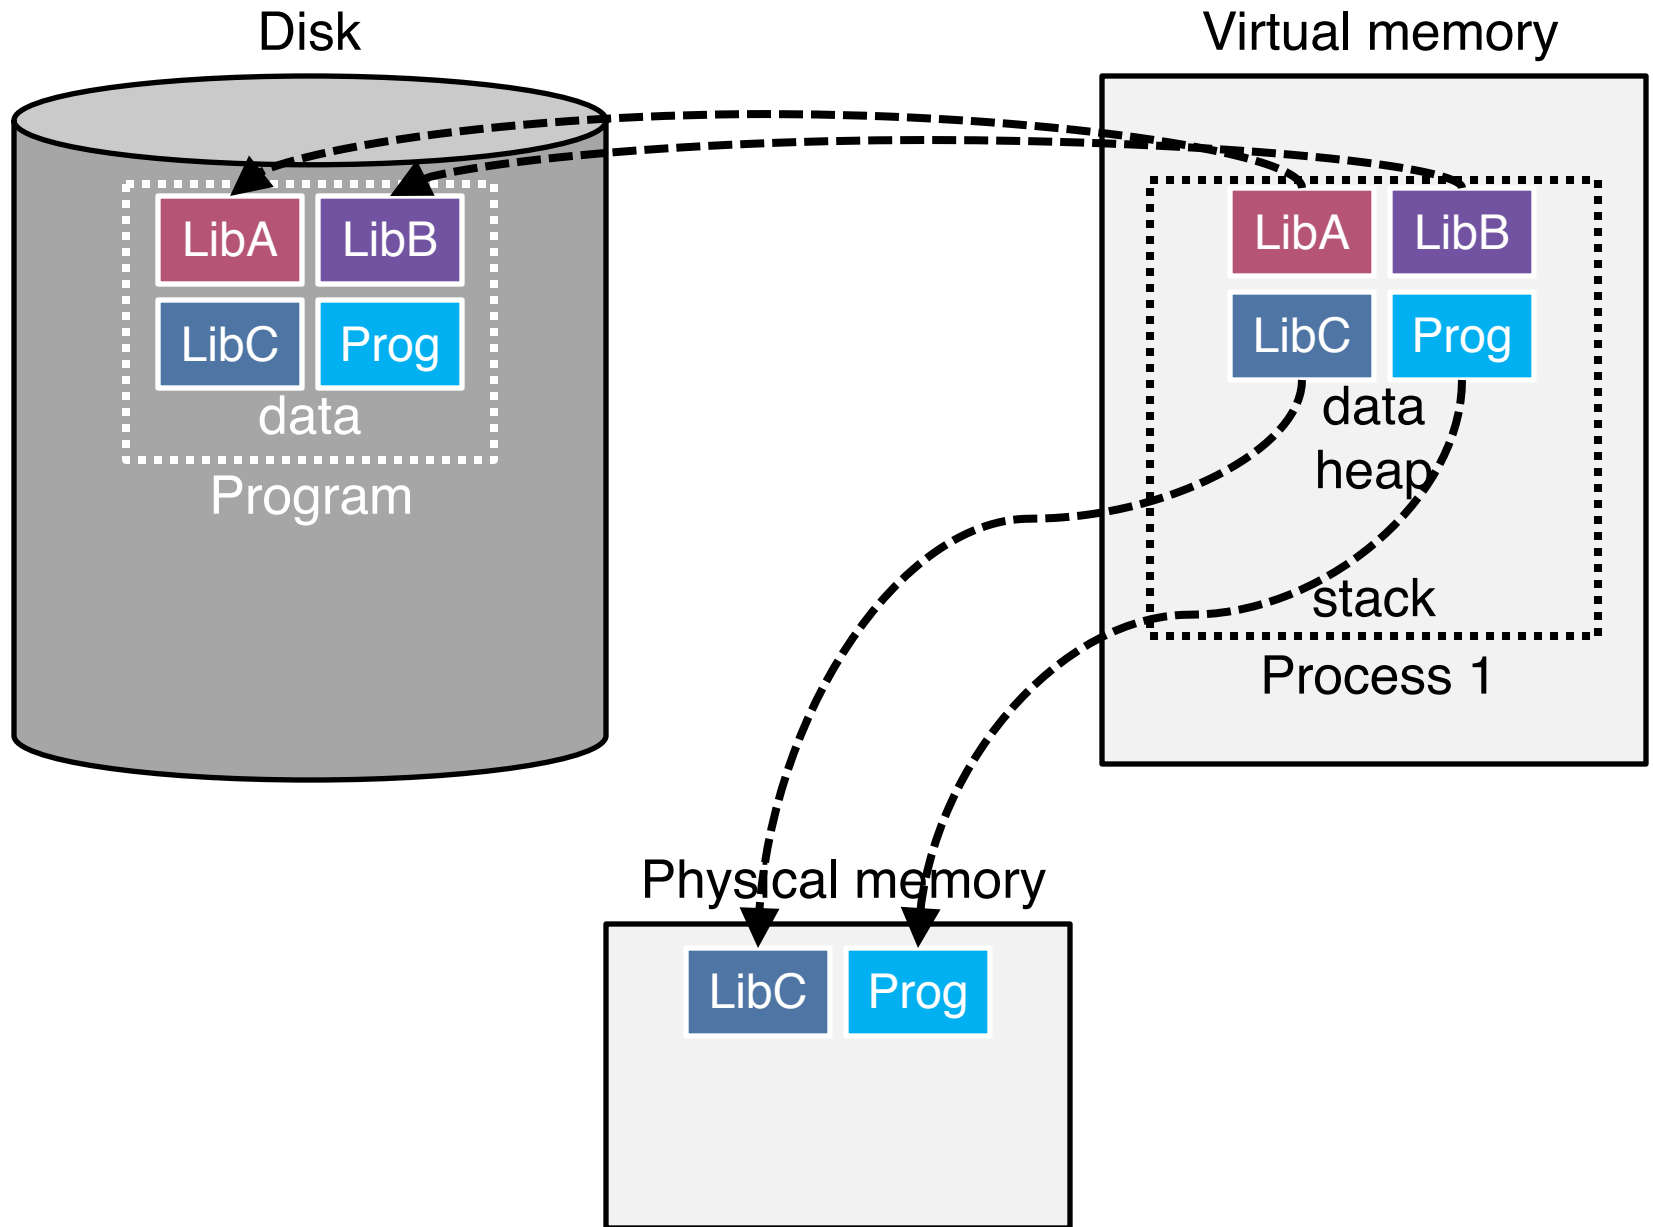 Disk
LibA LibB
LibC Prog
data
Program
Virtual memory
LibA LibB
LibC Prog
data
heap
stack
Process 1
Physical memory
LibC Prog